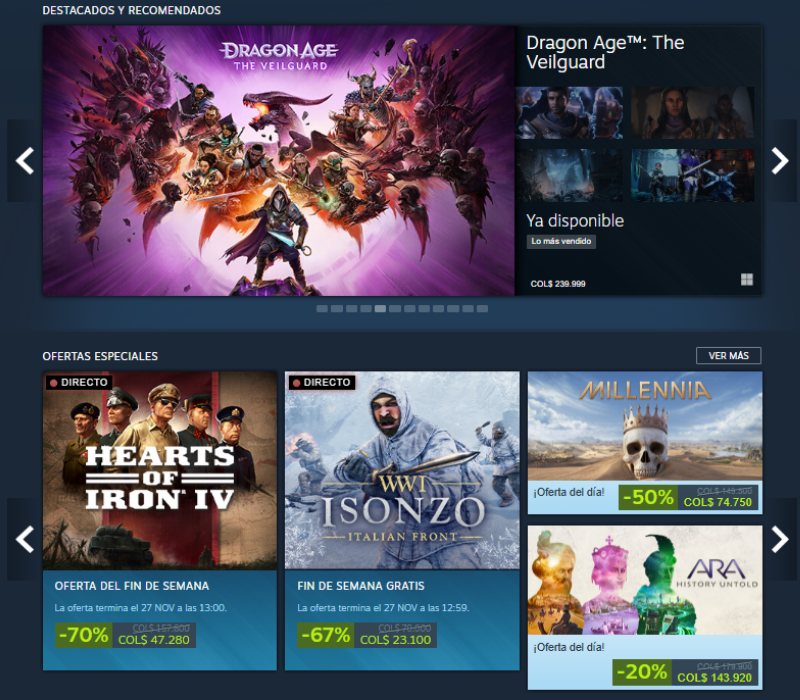 DESTACADOS Y RECOMENDADOS
DRAGON AGE
THE VEILGUARD
Dragon Age™: The
Veilguard
Ya disponible
Lo más vendido
COL$ 239.999
OFERTAS ESPECIALES
VER MÁS
DIRECTO
HEARTS
OF
IRON IV
OFERTA DEL FIN DE SEMANA
La oferta termina el 27 NOV a las 13:00.
-70%
COL$ 157.600
COL$ 47.280
DIRECTO
WWI
ISONZO
ITALIAN FRONT
FIN DE SEMANA GRATIS
La oferta termina el 27 NOV a las 12:59.
-67%
COL$ 70.000
COL$ 23.100
MILLENNIA
¡Oferta del día!
-50%
COL$ 149.500
COL$ 74.750
ARA
HISTORY UNTOLD
¡Oferta del día!
-20%
COL$ 179.900
COL$ 143.920